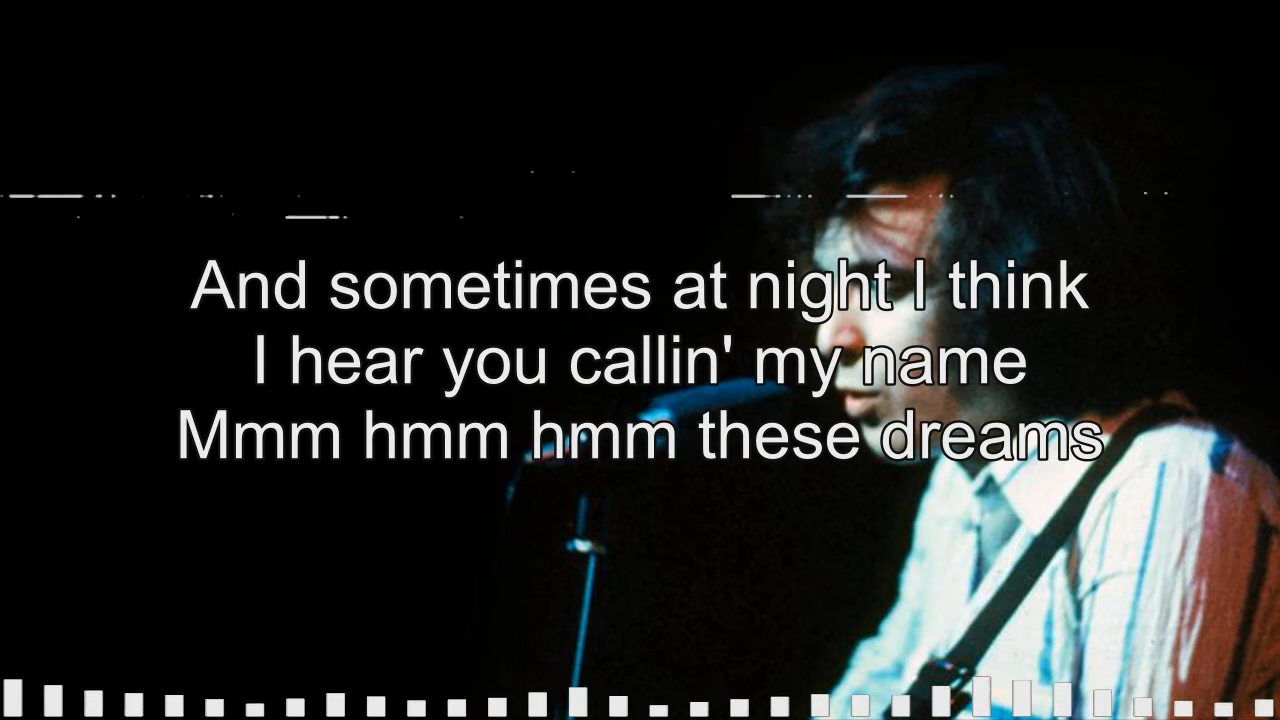 And sometimes at night I think
I hear you callin' my name
Mmm hmm hmm these dreams